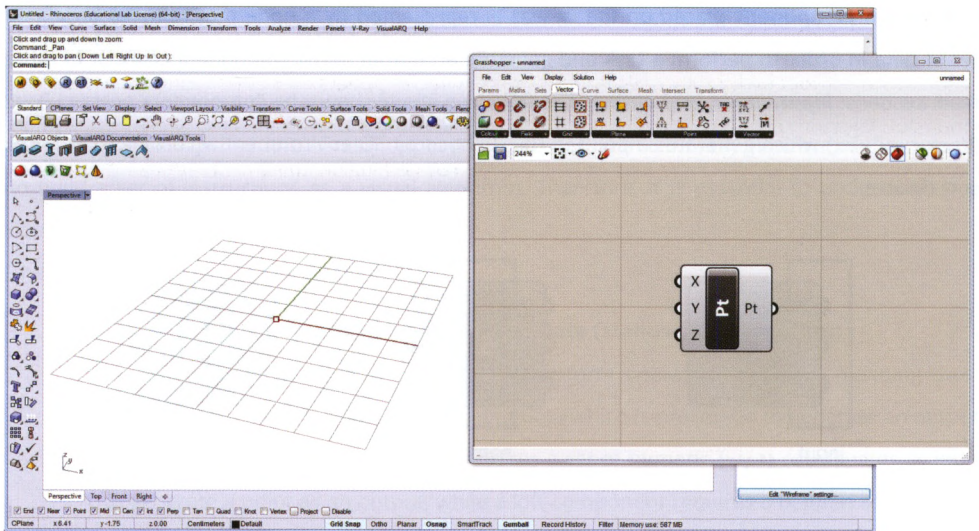 Untitled - Rhinoceros (Educational Lab License) (64-bit) - [Perspective]
File Edit View Curve Surface Solid Mesh Dimension Transform Tools Analyze Render Panels V-Ray VisualARQ Help
Click and drag up and down to zoom:
Command: _Pan
Click and drag to pan ( Down Left Right Up In Out ):
Command:
Standard CPlanes Set View Display Select Viewport Layout Visibility Transform Curve Tools Surface Tools Solid Tools Mesh Tools
VisualARQ Objects VisualARQ Documentation VisualARQ Tools
Perspective
z
y
x
Perspective Top Front Right
End Near Point Mid Cen Int Perp Tan Quad Knot Vertex Project Disable
CPlane x 6.41 y -1.75 z 0.00 Centimeters Default Grid Snap Ortho Planar Osnap SmartTrack Gumball Record History Filter Memory use: 587 MB
Edit "Wireframe" settings...
Grasshopper - unnamed
File Edit View Display Solution Help unnamed
Params Maths Sets Vector Curve Surface Mesh Intersect Transform
Colour Field Grid Plane Point Vector
244%
X
Y
Z
Pt
Pt